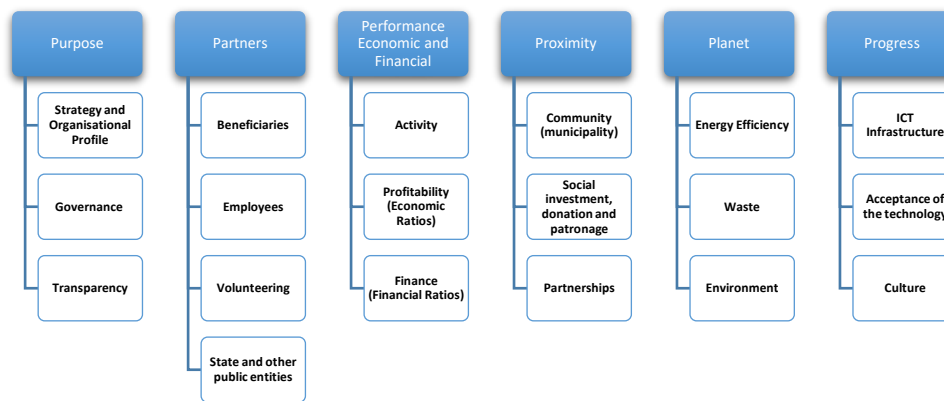 Purpose
Strategy and
Organisational
Profile
Governance
Transparency
Partners
Beneficiaries
Employees
Volunteering
State and other
public entities
Performance
Economic and
Financial
Activity
Profitability
(Economic
Ratios)
Finance
(Financial Ratios)
Proximity
Community
(municipality)
Social
investment,
donation and
patronage
Partnerships
Planet
Energy Efficiency
Waste
Environment
Progress
ICT
Infrastructure
Acceptance of
the technology
Culture